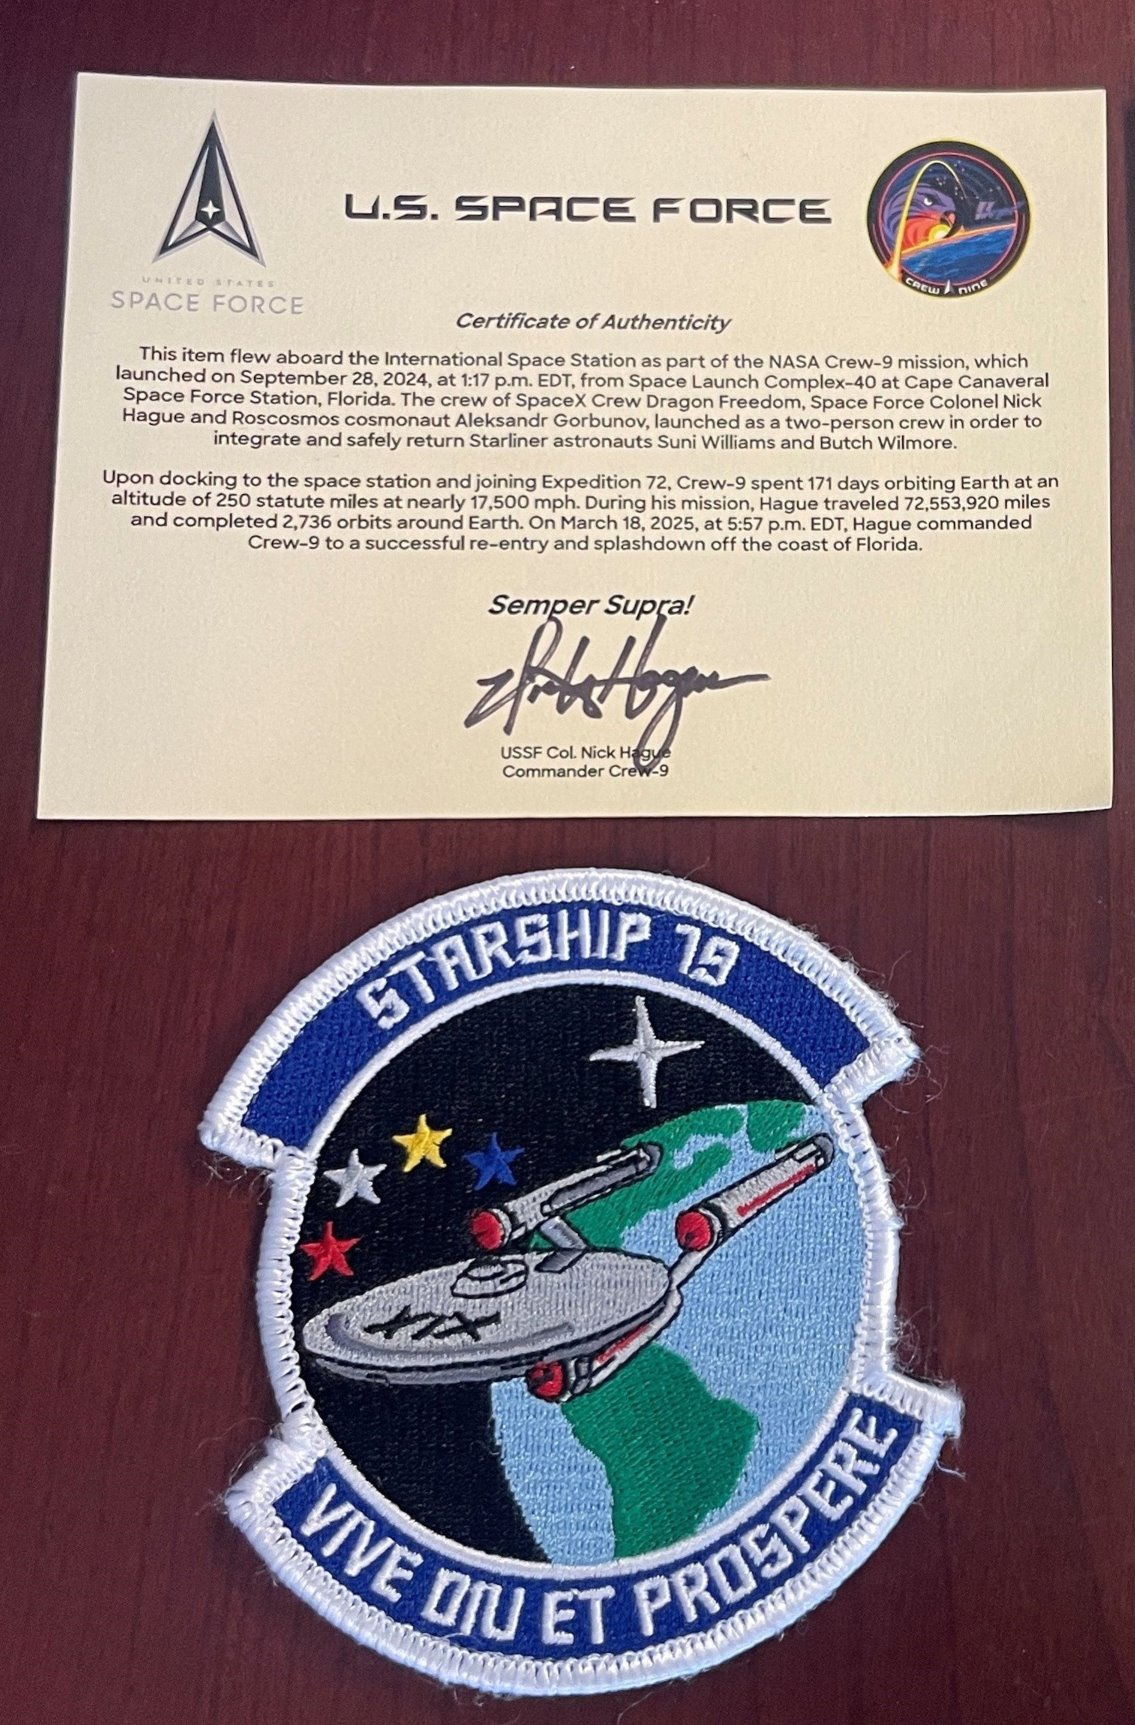 UNITED STATES
SPACE FORCE
U.S. SPACE FORCE
CREW NINE
Certificate of Authenticity
This item flew aboard the International Space Station as part of the NASA Crew-9 mission, which
launched on September 28, 2024, at 1:17 p.m. EDT, from Space Launch Complex-40 at Cape Canaveral
Space Force Station, Florida. The crew of SpaceX Crew Dragon Freedom, Space Force Colonel Nick
Hague and Roscosmos cosmonaut Aleksandr Gorbunov, launched as a two-person crew in order to
integrate and safely return Starliner astronauts Suni Williams and Butch Wilmore.
Upon docking to the space station and joining Expedition 72, Crew-9 spent 171 days orbiting Earth at an
altitude of 250 statute miles at nearly 17,500 mph. During his mission, Hague traveled 72,553,920 miles
and completed 2,736 orbits around Earth. On March 18, 2025, at 5:57 p.m. EDT, Hague commanded
Crew-9 to a successful re-entry and splashdown off the coast of Florida.
Semper Supra!
Nick Hague
USSF Col. Nick Hague
Commander Crew-9
STARSHIP 19
XIX
VIVE DIU ET PROSPERE